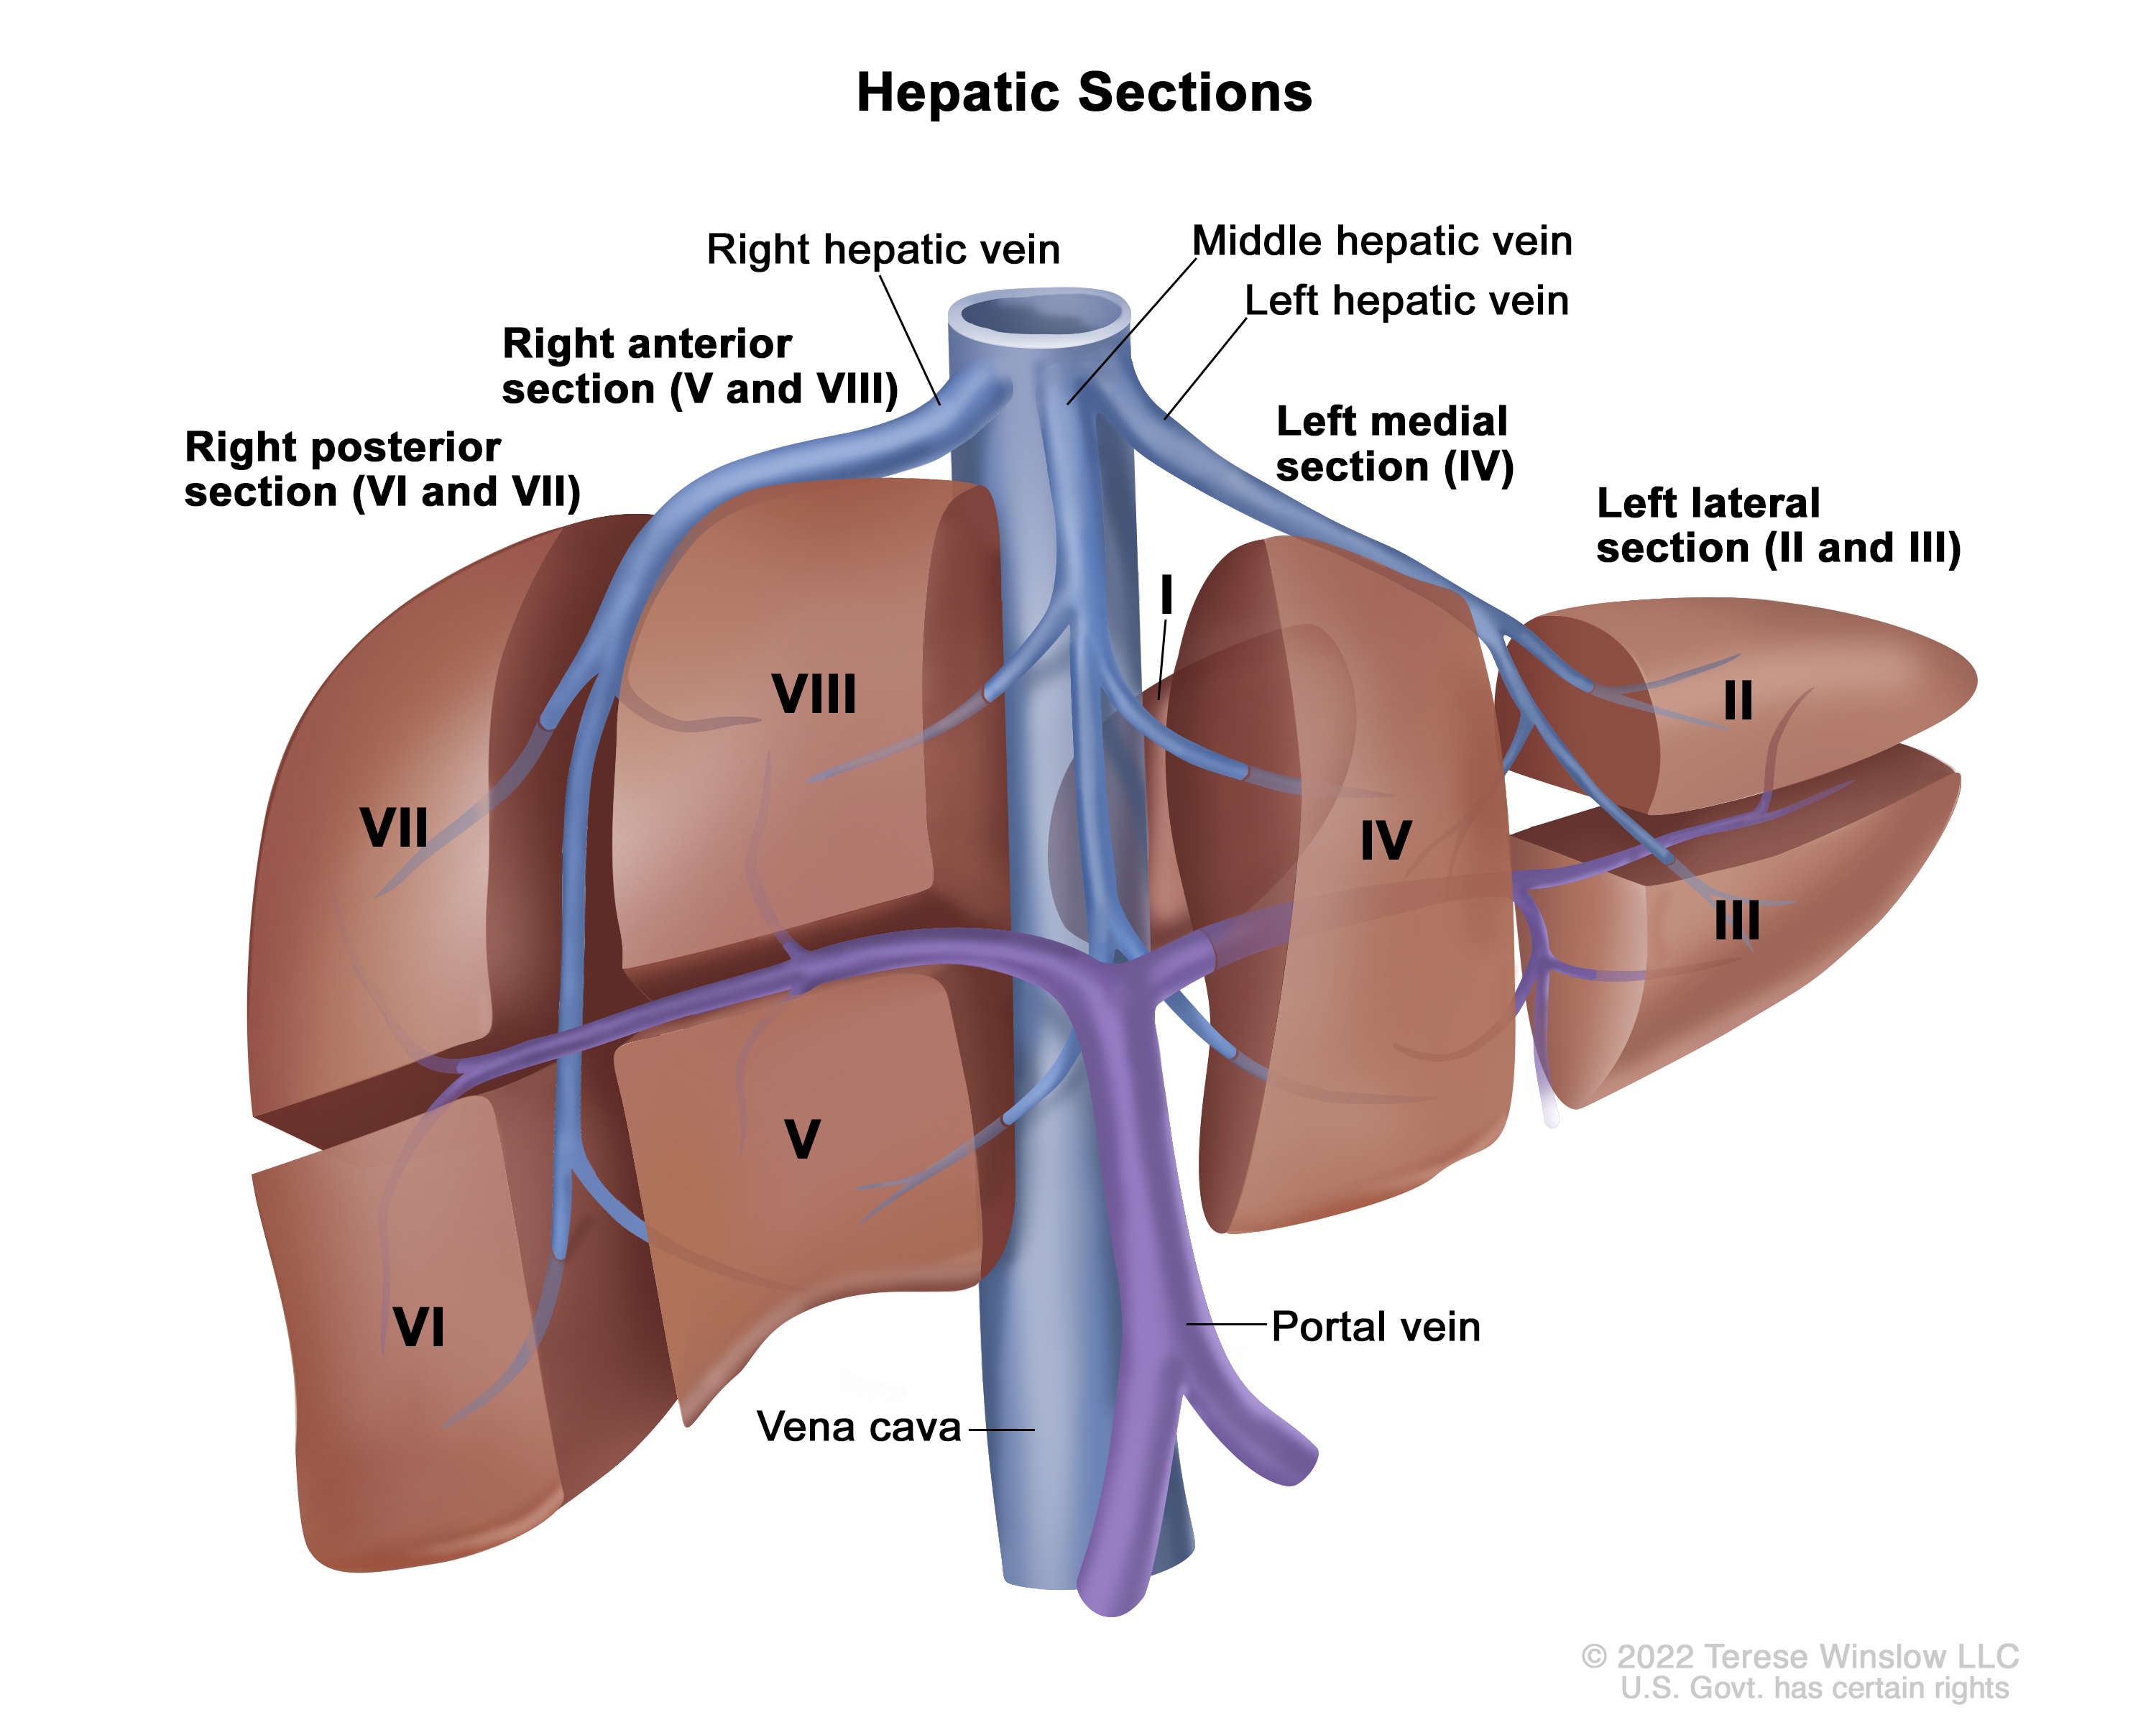 Hepatic Sections
Right hepatic vein
Middle hepatic vein
Left hepatic vein
Right anterior
section (V and VIII)
Right posterior
section (VI and VII)
Left medial
section (IV)
Left lateral
section (II and III)
I
VIII
II
VII
IV
III
V
VI
Portal vein
Vena cava
© 2022 Terese Winslow LLC
U.S. Govt. has certain rights